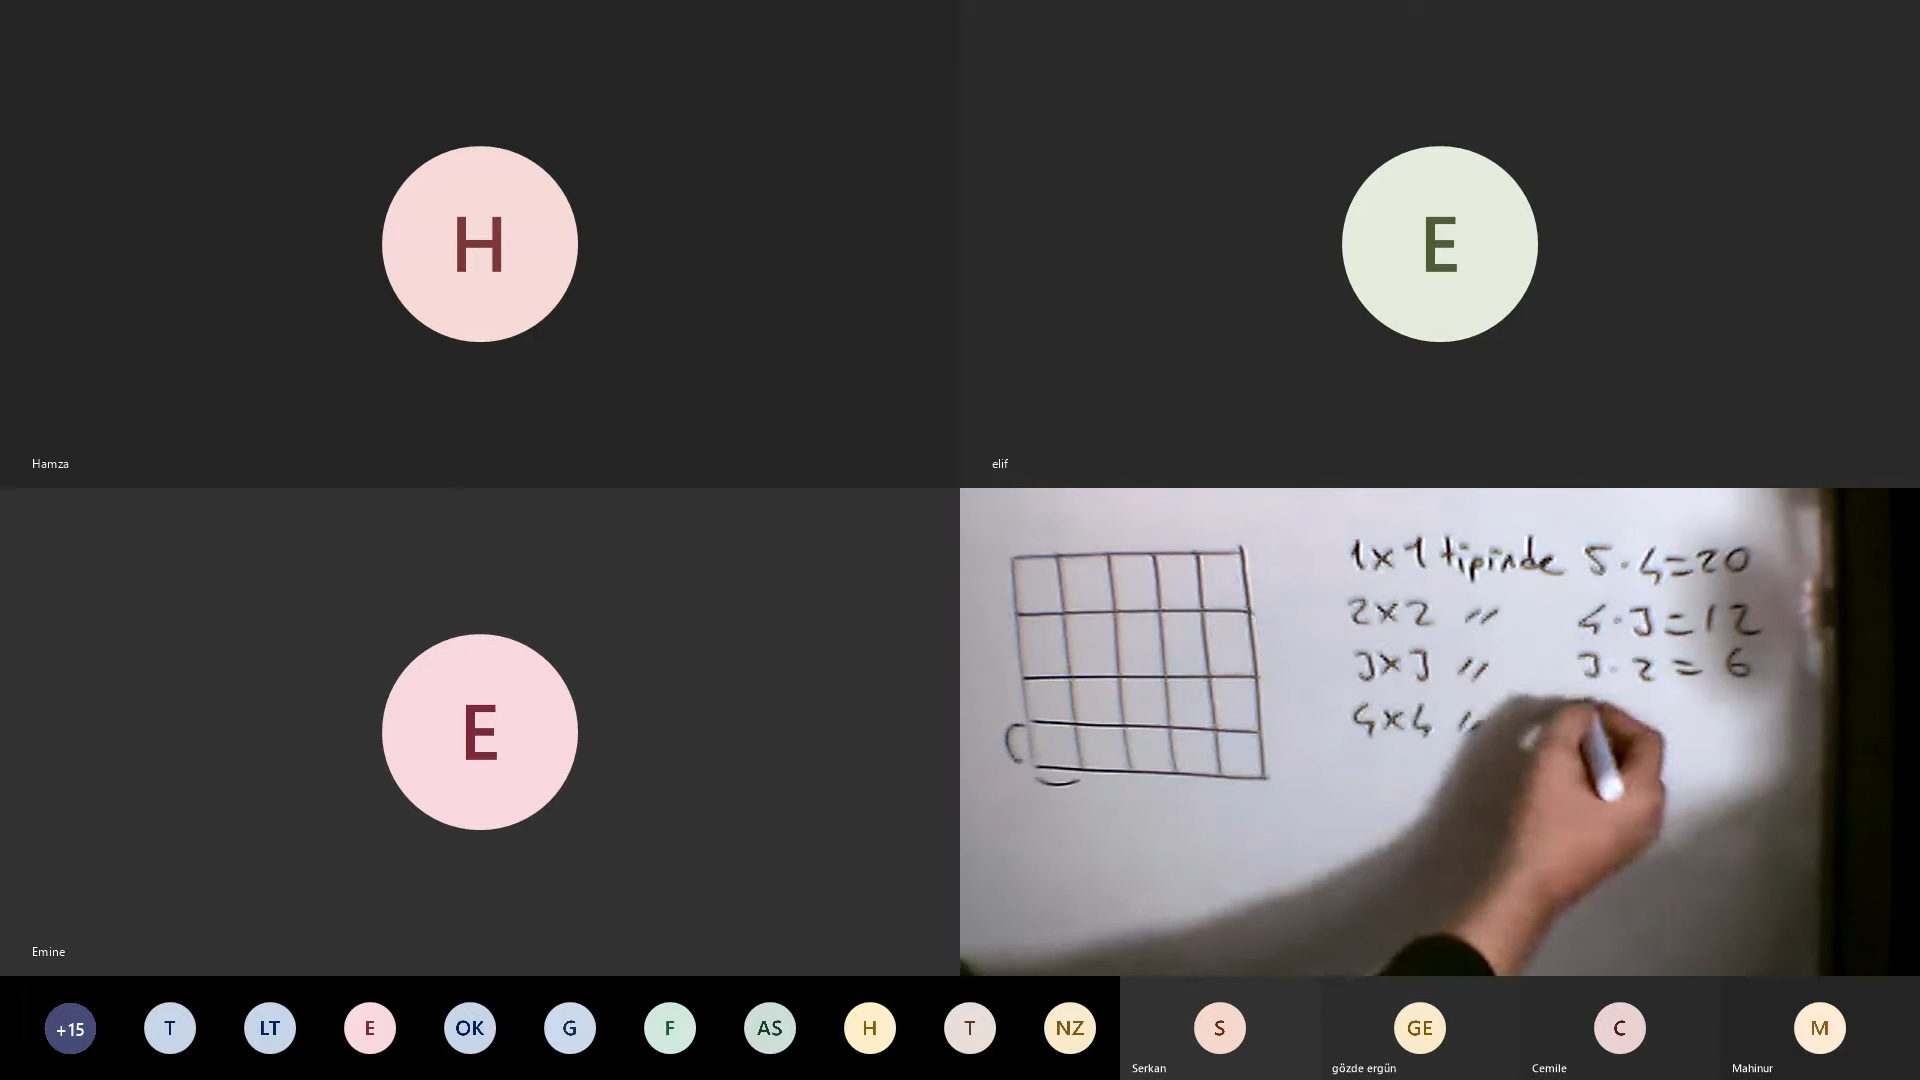 H
E
Hamza
elif
E
Emine
1x1 tipinde 5.4=20
2x2 〃 4.3=12
3x3 〃 3.2=6
4x4 〃
+15
T
LT
E
OK
G
F
AS
H
T
NZ
S
GE
C
M
Serkan
gözde ergün
Cemile
Mahinur